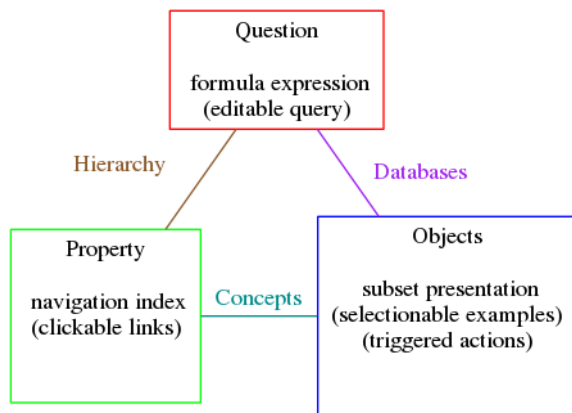 Question
formula expression
(editable query)
Hierarchy
Databases
Property
navigation index
(clickable links)
Concepts
Objects
subset presentation
(selectionable examples)
(triggered actions)